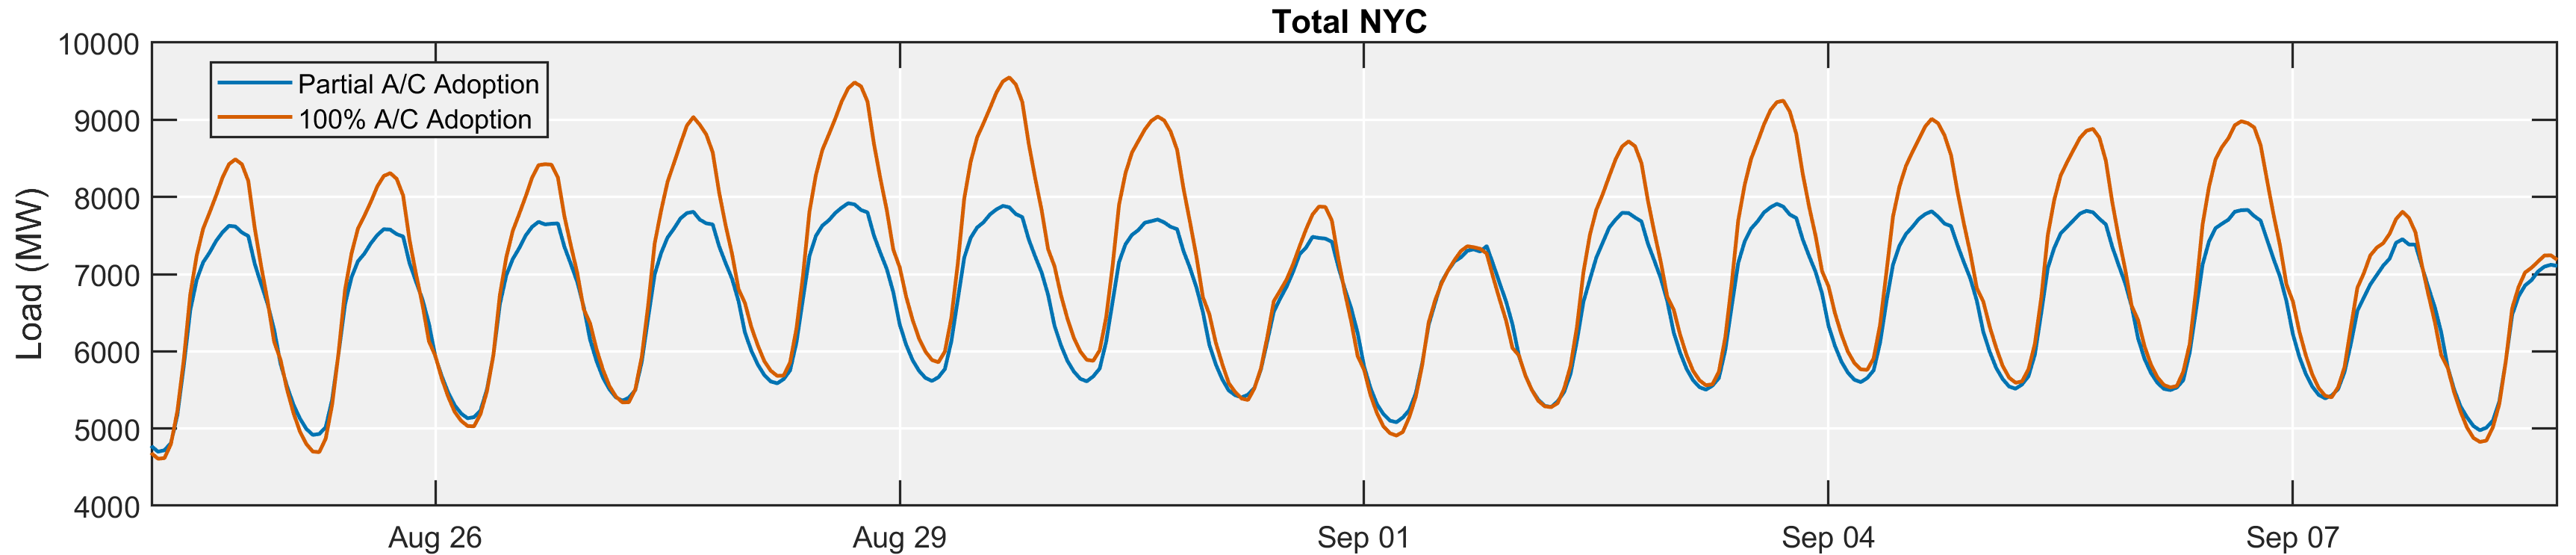 Total NYC
10000
9000
8000
7000
6000
5000
4000
Load (MW)
Partial A/C Adoption
100% A/C Adoption
Aug 26
Aug 29
Sep 01
Sep 04
Sep 07